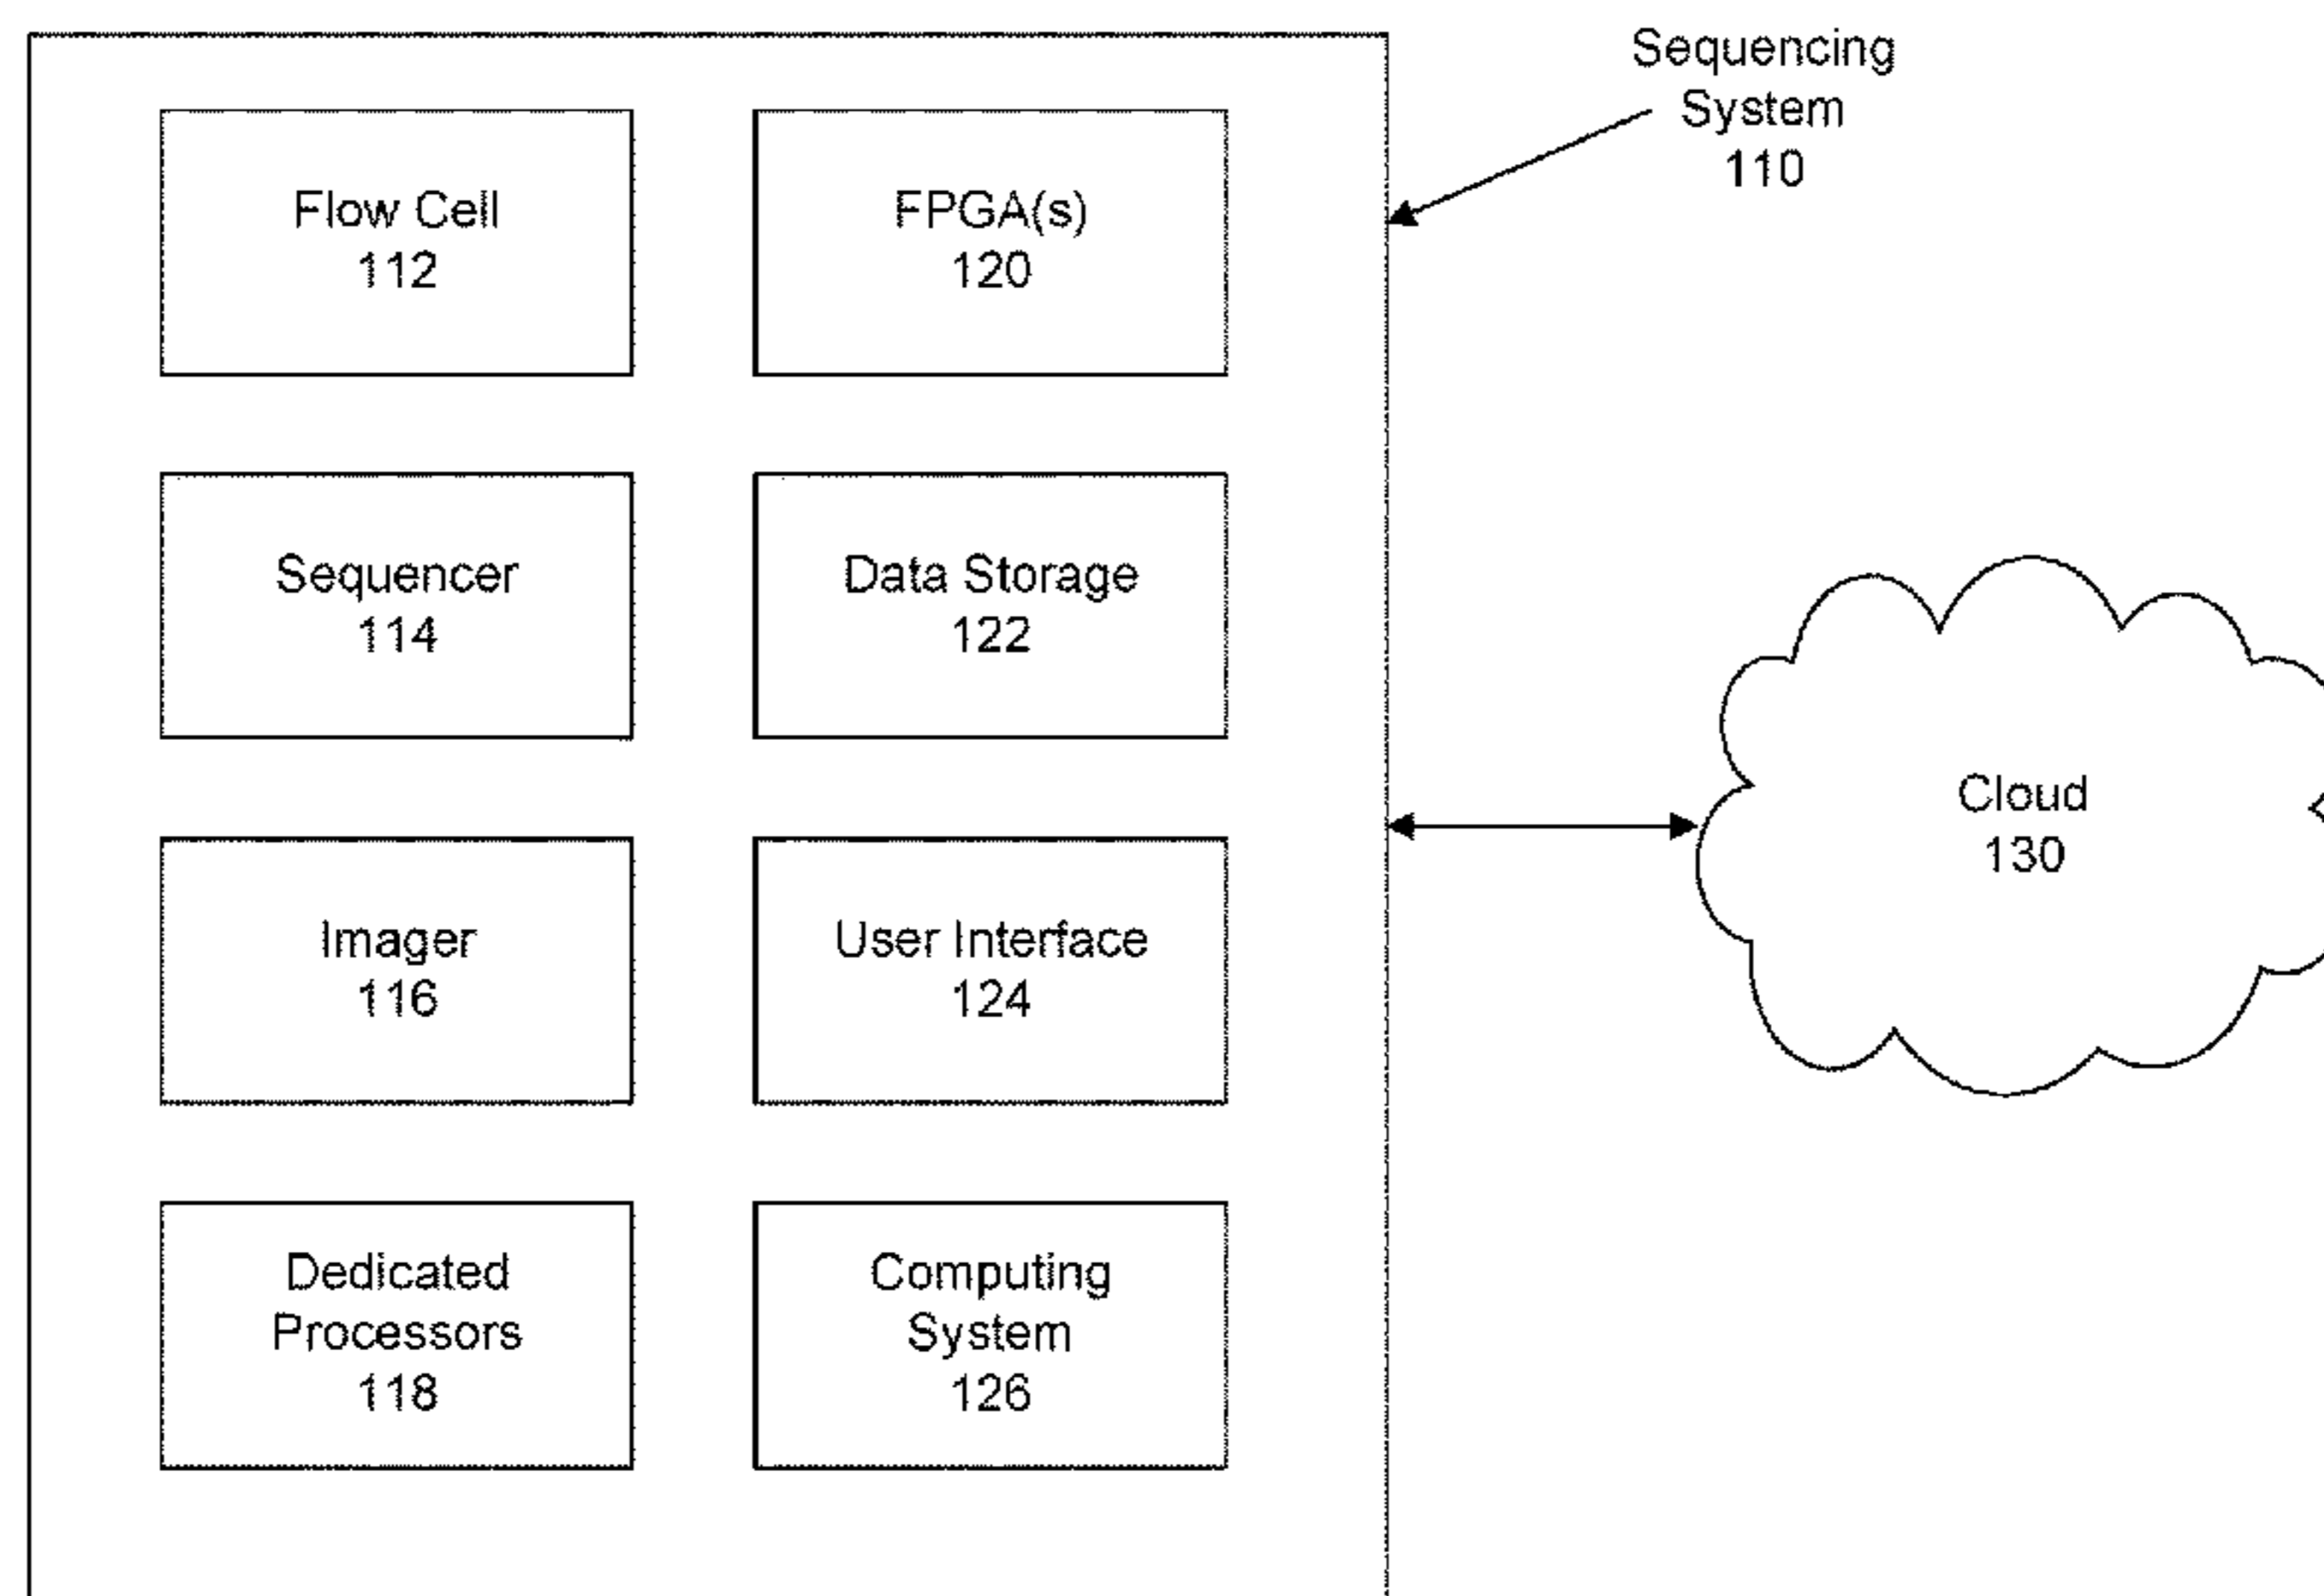 Sequencing
System
110
Flow Cell
112
FPGA(s)
120
Sequencer
114
Data Storage
122
Imager
116
User Interface
124
Cloud
130
Dedicated
Processors
118
Computing
System
126